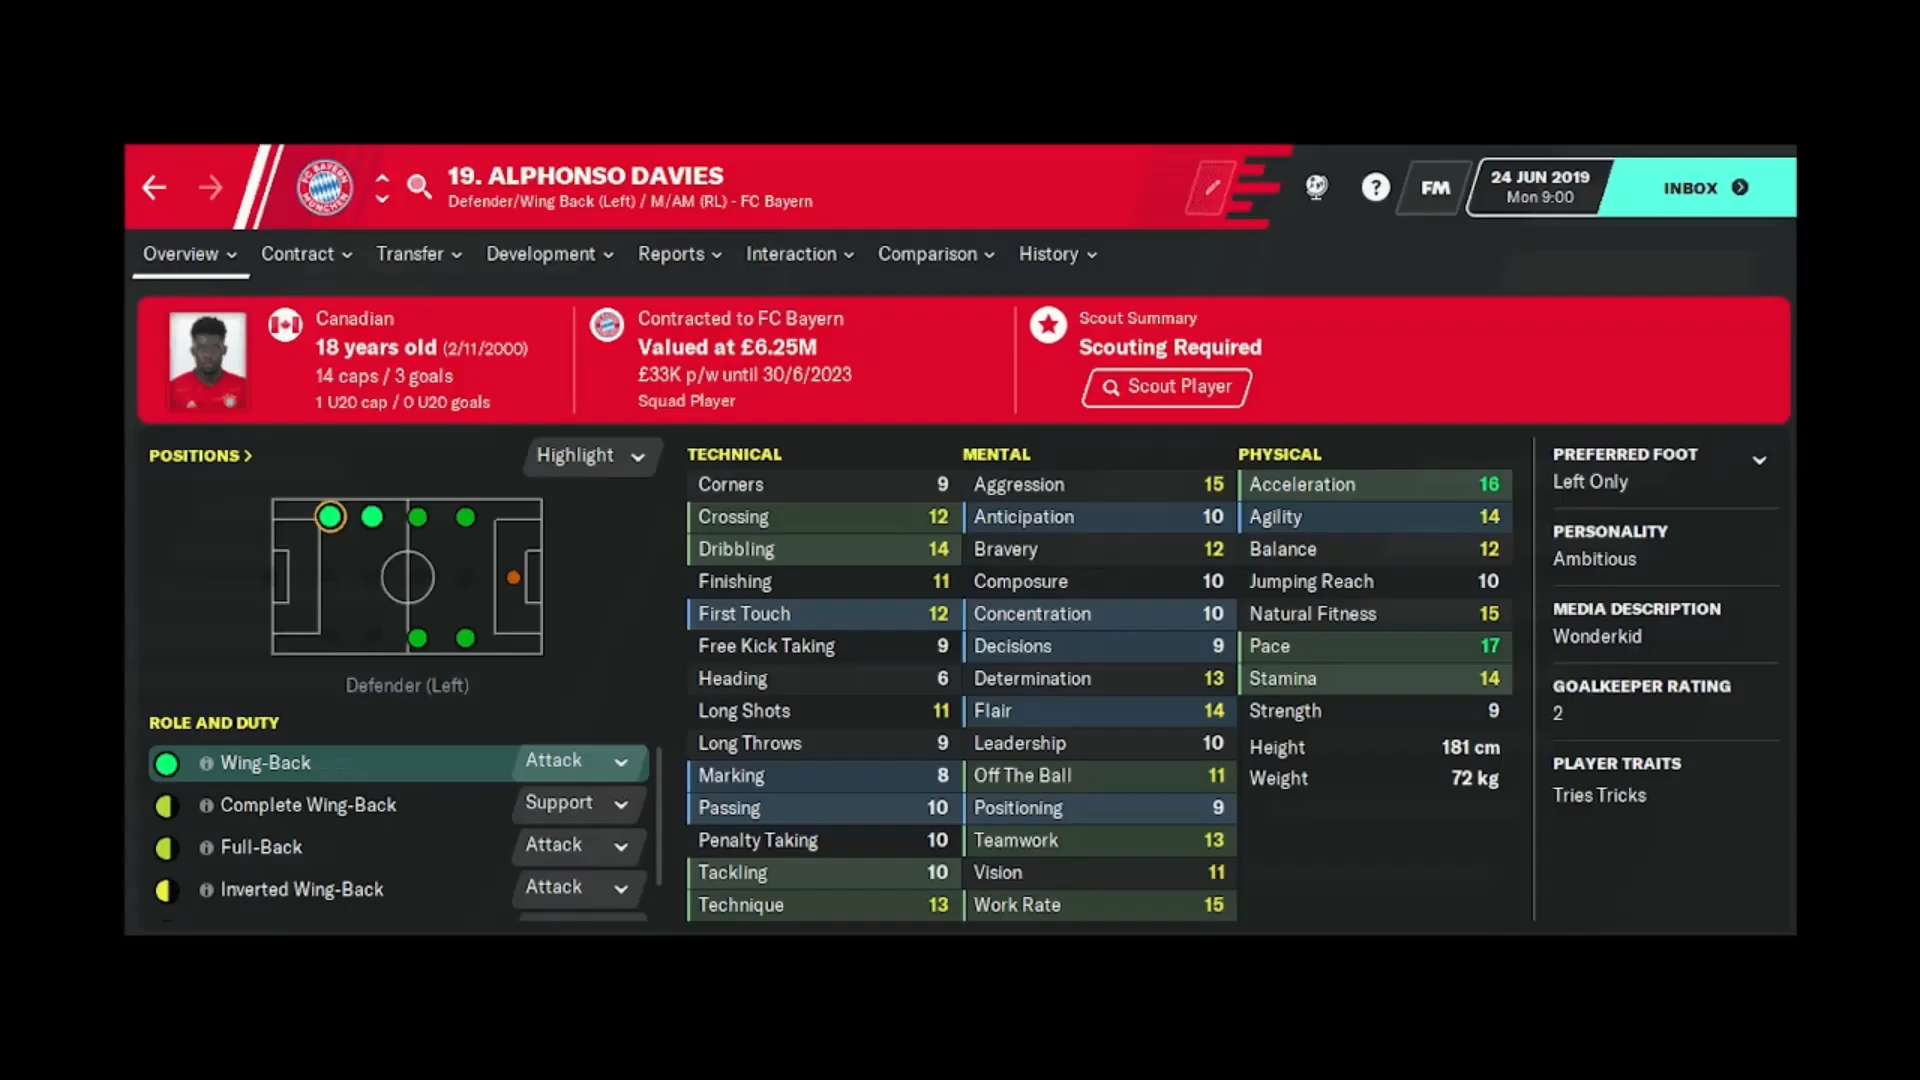 19. ALPHONSO DAVIES
Defender/Wing Back (Left) / M/AM (RL) - FC Bayern
FM
24 JUN 2019
Mon 9:00
INBOX
Overview
Contract
Transfer
Development
Reports
Interaction
Comparison
History
Canadian
18 years old (2/11/2000)
14 caps / 3 goals
1 U20 cap / 0 U20 goals
Contracted to FC Bayern
Valued at £6.25M
£33K p/w until 30/6/2023
Squad Player
Scout Summary
Scouting Required
Scout Player
POSITIONS >
Highlight
Defender (Left)
ROLE AND DUTY
Wing-Back Attack
Complete Wing-Back Support
Full-Back Attack
Inverted Wing-Back Attack
TECHNICAL
Corners 9
Crossing 12
Dribbling 14
Finishing 11
First Touch 12
Free Kick Taking 9
Heading 6
Long Shots 11
Long Throws 9
Marking 8
Passing 10
Penalty Taking 10
Tackling 10
Technique 13
MENTAL
Aggression 15
Anticipation 10
Bravery 12
Composure 10
Concentration 10
Decisions 9
Determination 13
Flair 14
Leadership 10
Off The Ball 11
Positioning 9
Teamwork 13
Vision 11
Work Rate 15
PHYSICAL
Acceleration 16
Agility 14
Balance 12
Jumping Reach 10
Natural Fitness 15
Pace 17
Stamina 14
Strength 9
Height 181 cm
Weight 72 kg
PREFERRED FOOT
Left Only
PERSONALITY
Ambitious
MEDIA DESCRIPTION
Wonderkid
GOALKEEPER RATING
2
PLAYER TRAITS
Tries Tricks